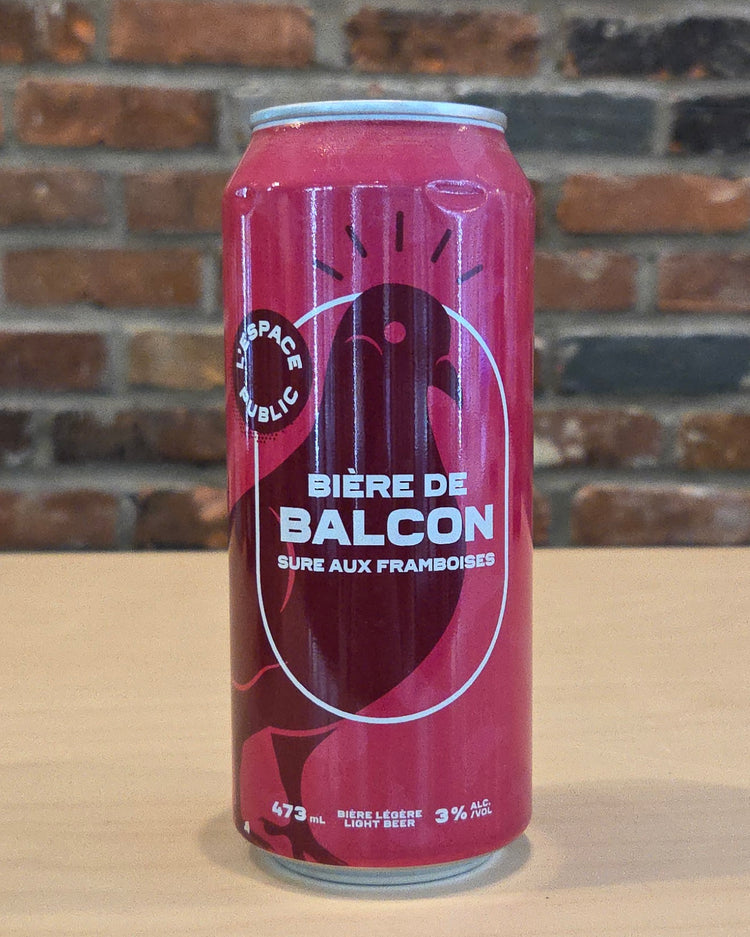 L'ESPACE
PUBLIC
BIÈRE DE
BALCON
SURE AUX FRAMBOISES
473 mL
BIÈRE LÉGÈRE
LIGHT BEER
3% ALC.
/VOL